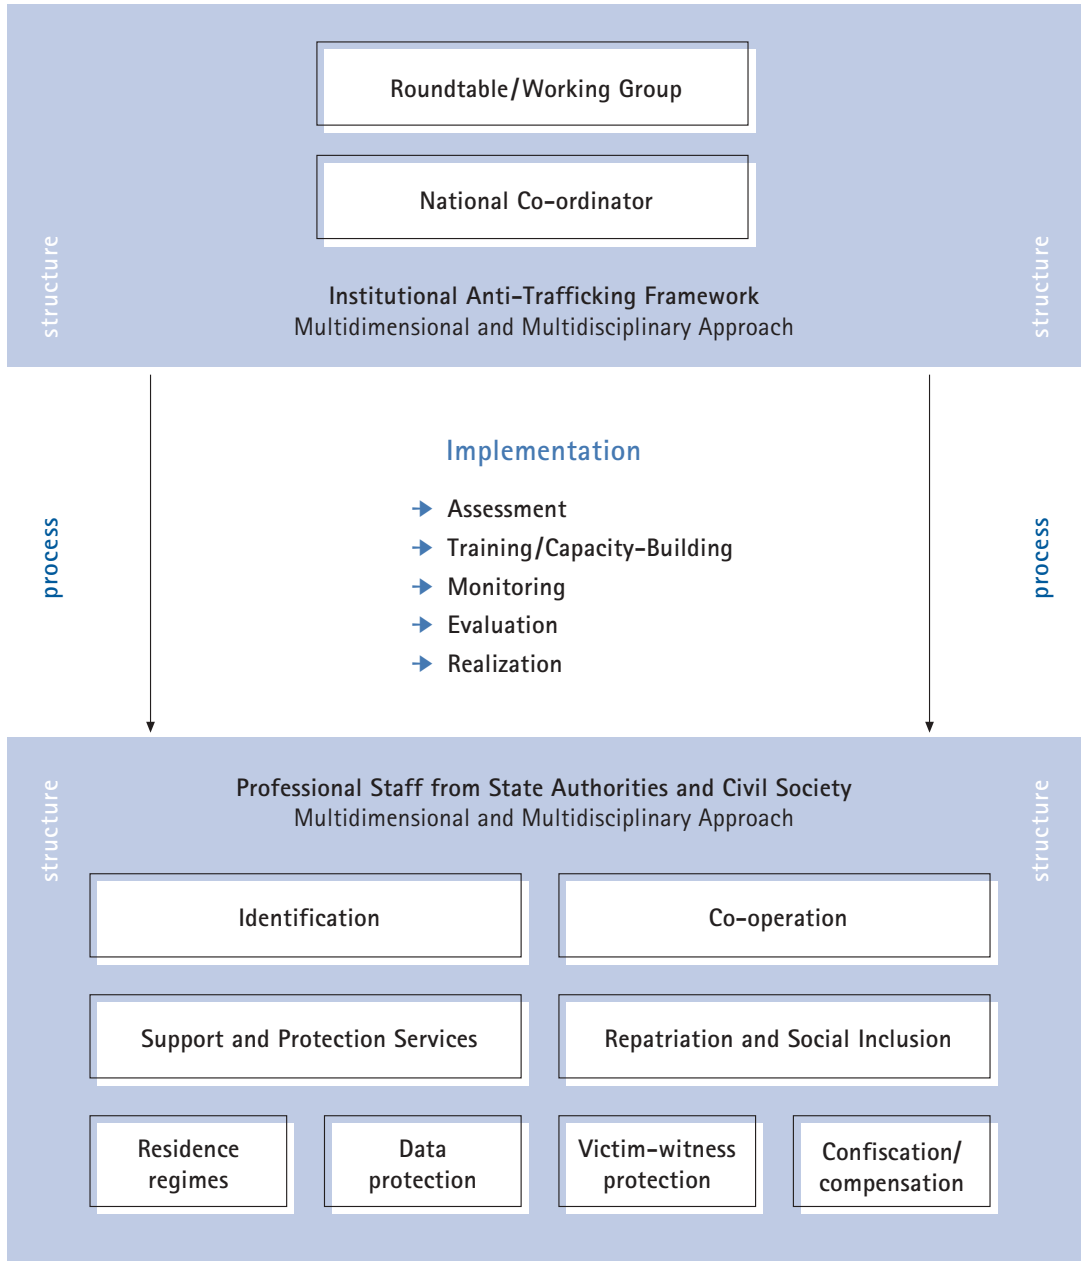 Roundtable/Working Group
National Co-ordinator
structure
structure
Institutional Anti-Trafficking Framework
Multidimensional and Multidisciplinary Approach
Implementation
process
process
Assessment
Training/Capacity-Building
Monitoring
Evaluation
Realization
structure
structure
Professional Staff from State Authorities and Civil Society
Multidimensional and Multidisciplinary Approach
Identification
Co-operation
Support and Protection Services
Repatriation and Social Inclusion
Residence
regimes
Data
protection
Victim-witness
protection
Confiscation/
compensation